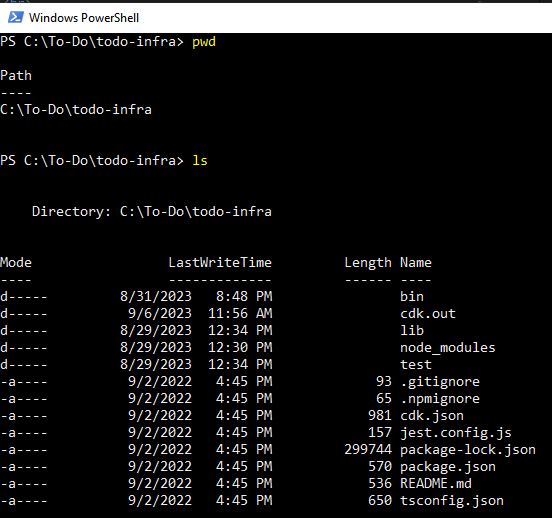 Windows PowerShell
PS C:\To-Do\todo-infra> pwd
Path
----
C:\To-Do\todo-infra
PS C:\To-Do\todo-infra> ls
    Directory: C:\To-Do\todo-infra
Mode                 LastWriteTime         Length Name
----                 -------------         ------ ----
d-----         8/31/2023   8:48 PM                bin
d-----          9/6/2023  11:56 AM                cdk.out
d-----         8/29/2023  12:34 PM                lib
d-----         8/29/2023  12:30 PM                node_modules
d-----         8/29/2023  12:34 PM                test
-a----          9/2/2022   4:45 PM             93 .gitignore
-a----          9/2/2022   4:45 PM             65 .npmignore
-a----          9/2/2022   4:45 PM            981 cdk.json
-a----          9/2/2022   4:45 PM            157 jest.config.js
-a----          9/2/2022   4:45 PM         299744 package-lock.json
-a----          9/2/2022   4:45 PM            570 package.json
-a----          9/2/2022   4:45 PM            536 README.md
-a----          9/2/2022   4:45 PM            650 tsconfig.json